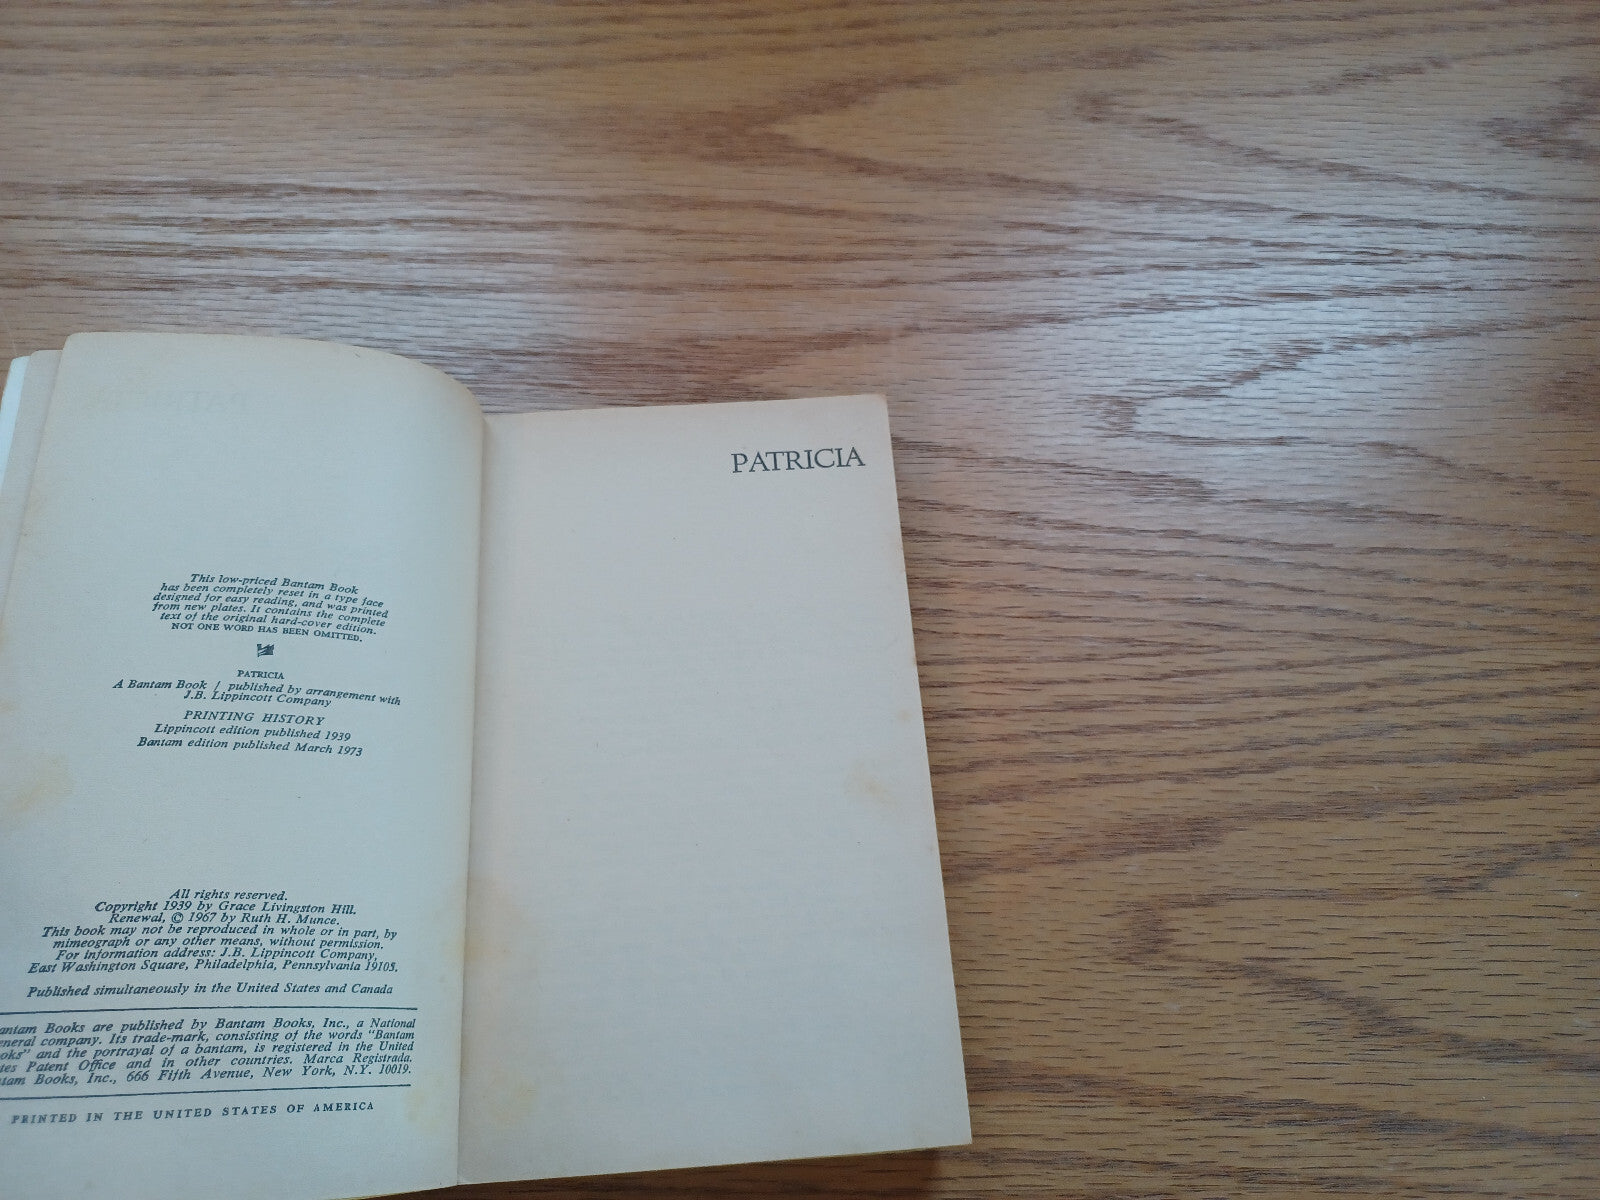 This low-priced Bantam Book
has been completely reset in a type face
designed for easy reading, and was printed
from new plates. It contains the complete
text of the original hard-cover edition.
NOT ONE WORD HAS BEEN OMITTED.
PATRICIA
A Bantam Book / published by arrangement with
J.B. Lippincott Company
PRINTING HISTORY
Lippincott edition published 1939
Bantam edition published March 1973
All rights reserved.
Copyright 1939 by Grace Livingston Hill.
Renewal, © 1967 by Ruth H. Munce.
This book may not be reproduced in whole or in part, by
mimeograph or any other means, without permission.
For information address: J.B. Lippincott Company,
East Washington Square, Philadelphia, Pennsylvania 19105.
Published simultaneously in the United States and Canada
antam Books are published by Bantam Books, Inc., a National
eneral company. Its trade-mark, consisting of the words "Bantam
oks" and the portrayal of a bantam, is registered in the United
tes Patent Office and in other countries. Marca Registrada.
tam Books, Inc., 666 Fifth Avenue, New York, N.Y. 10019.
PRINTED IN THE UNITED STATES OF AMERICA
PATRICIA